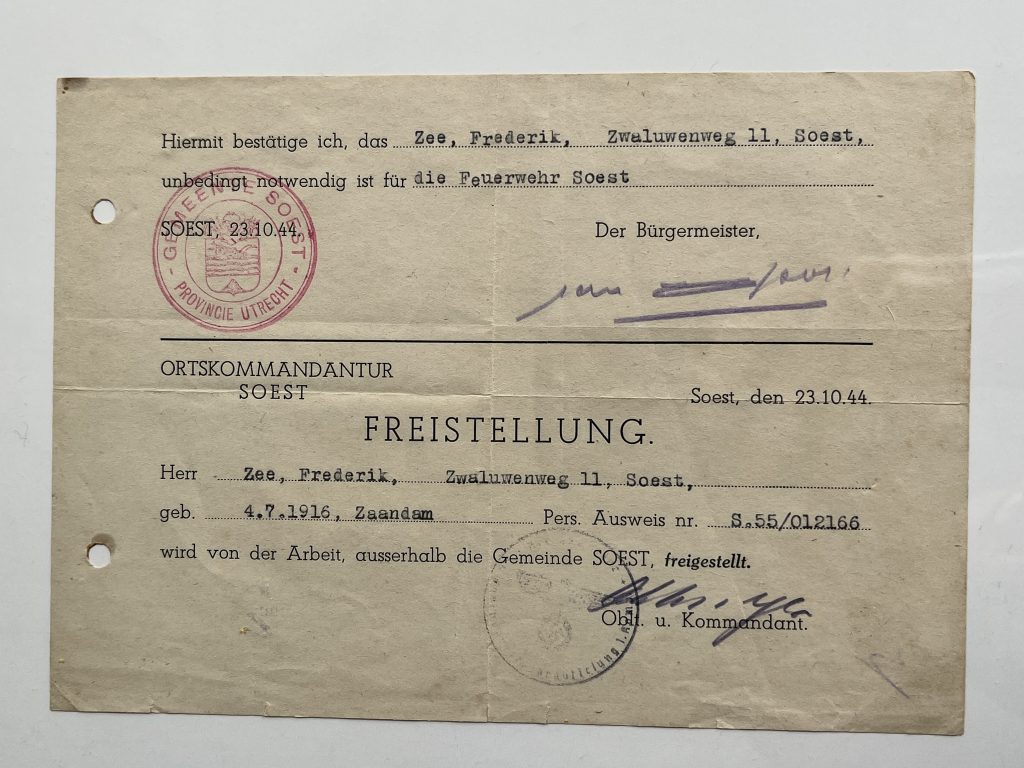 Hiermit bestätige ich, das Zee, Frederik, Zwaluwenweg 11, Soest,
unbedingt notwendig ist für die Feuerwehr Soest
SOEST, 23.10.44.
Der Bürgermeister,
GEMEENTE SOEST
PROVINCIE UTRECHT
ORTSKOMMANDANTUR
SOEST
Soest, den 23.10.44.
FREISTELLUNG.
Herr Zee, Frederik, Zwaluwenweg 11, Soest,
geb. 4.7.1916, Zaandam Pers. Ausweis nr. S.55/012166
wird von der Arbeit, ausserhalb die Gemeinde SOEST, freigestellt.
Oblt. u. Kommandant.